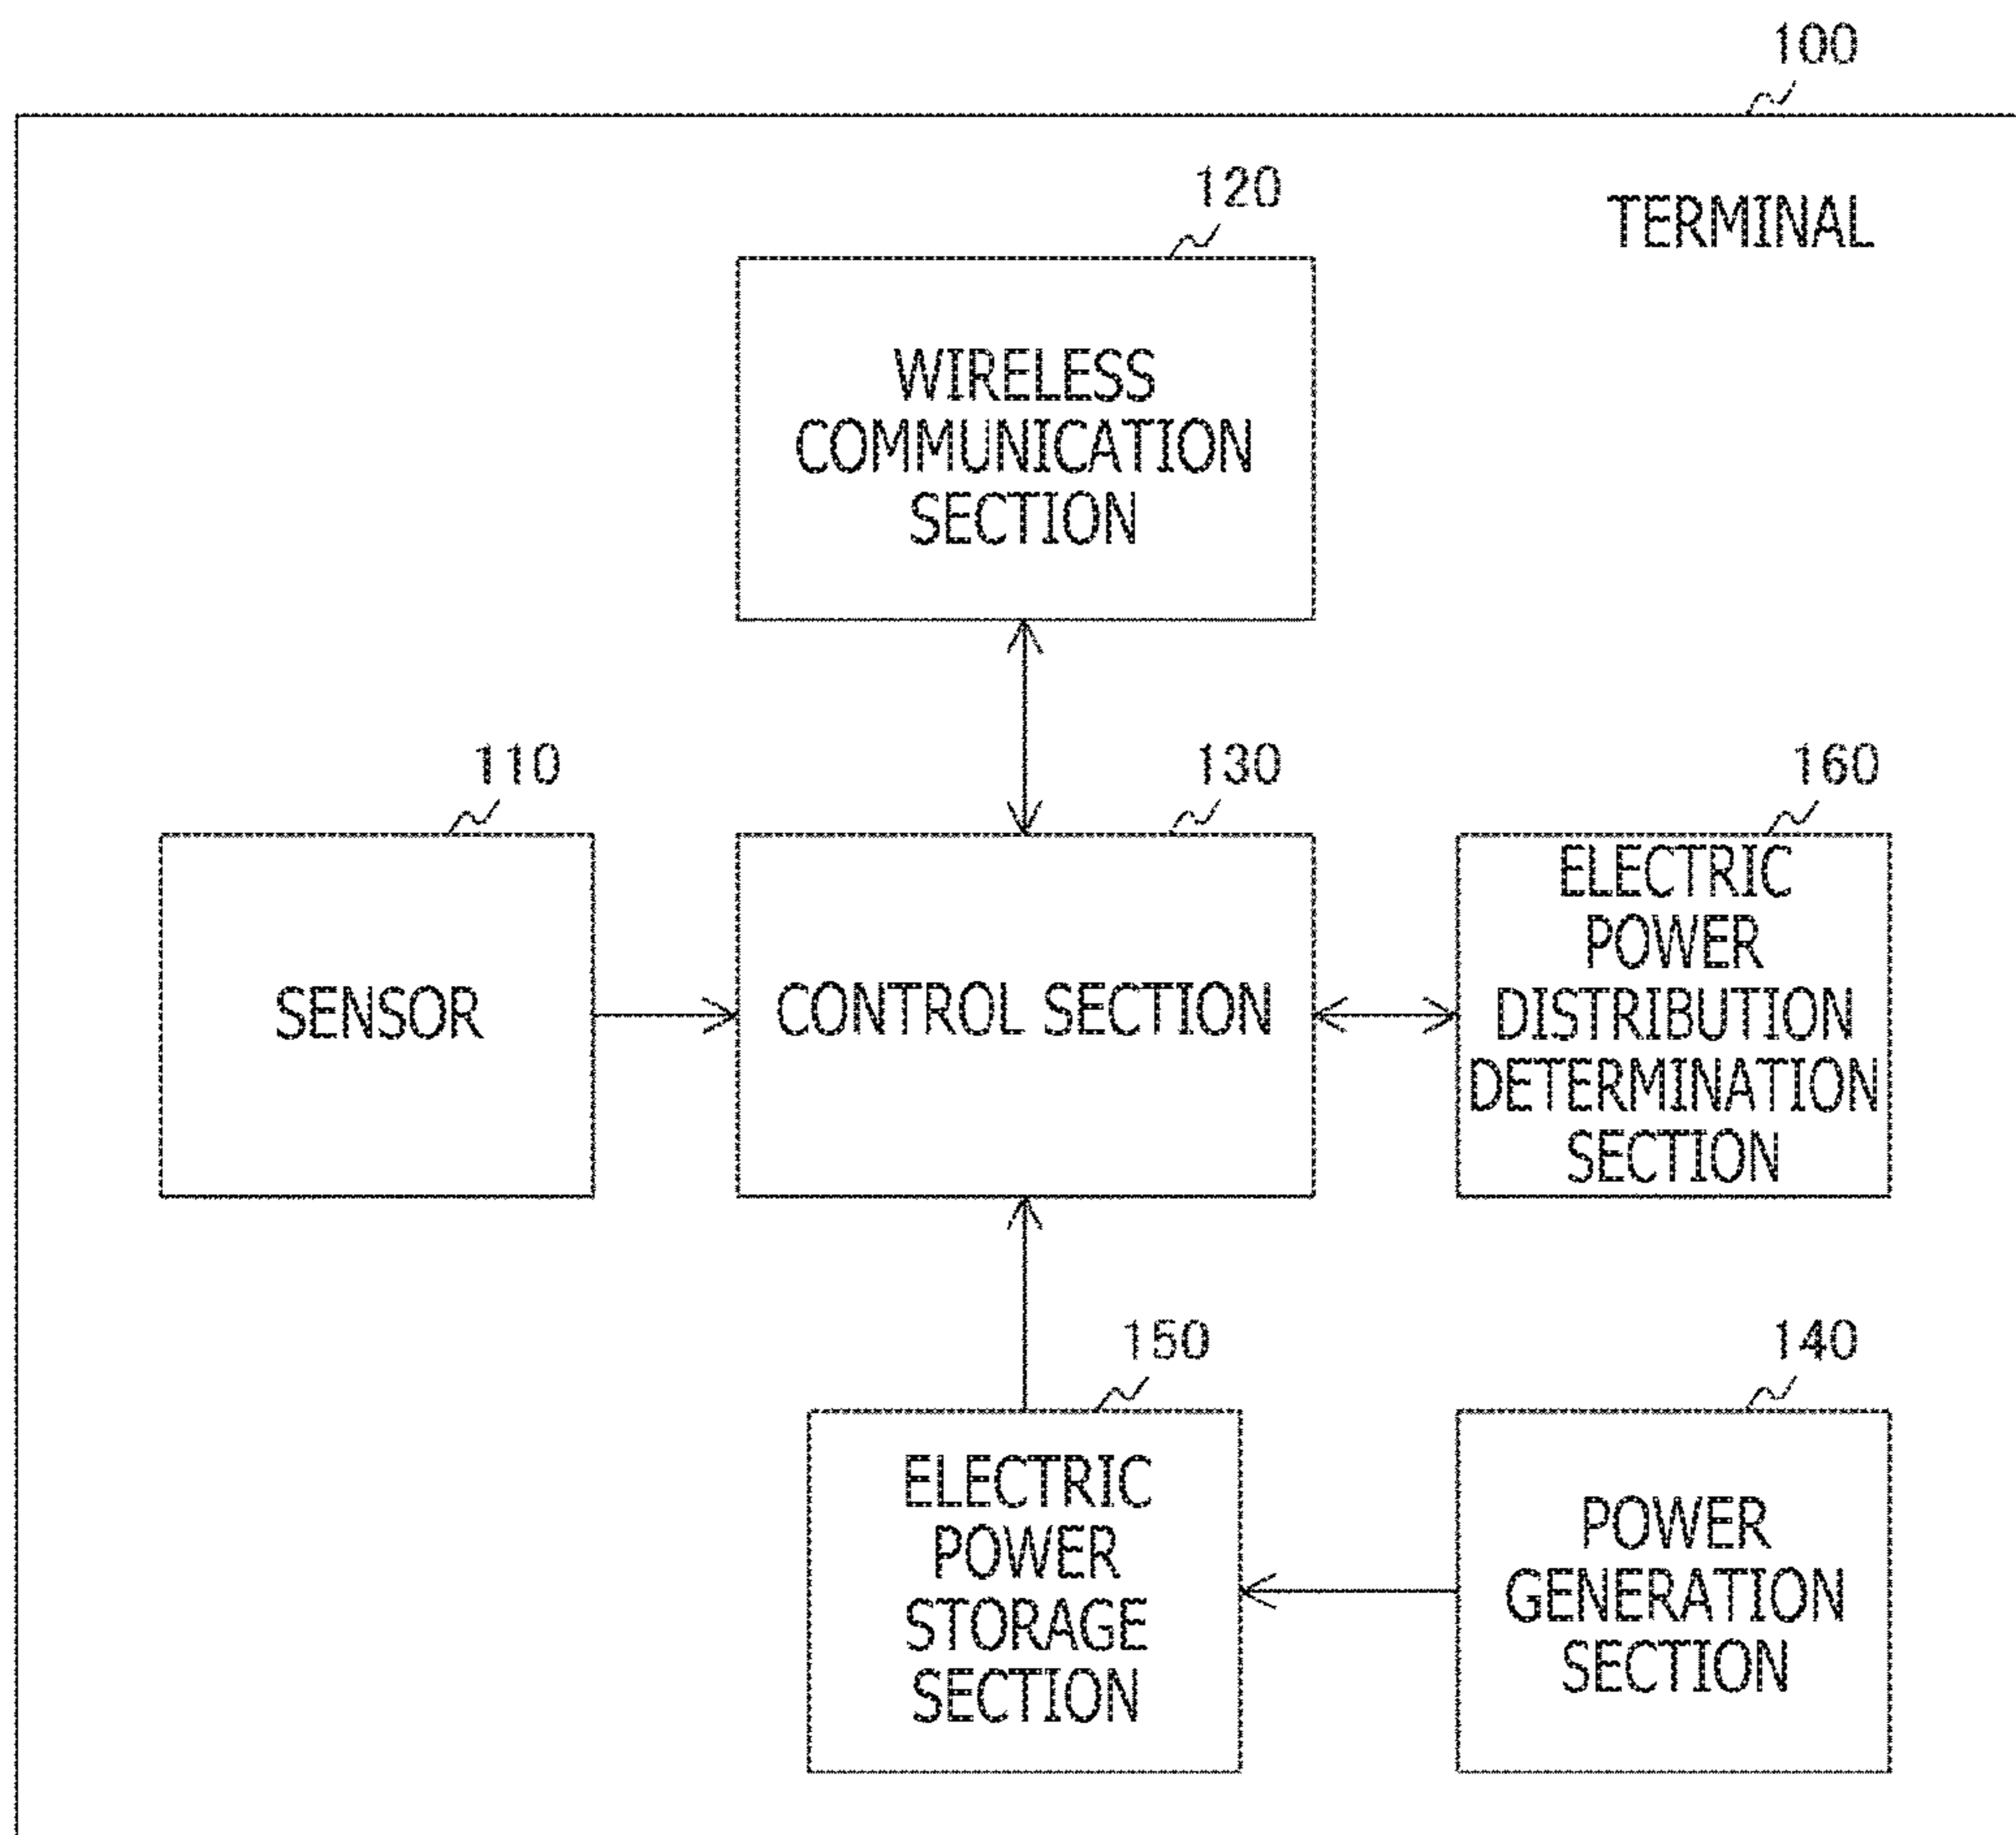 100
TERMINAL
120
WIRELESS
COMMUNICATION
SECTION
110
SENSOR
130
CONTROL SECTION
160
ELECTRIC
POWER
DISTRIBUTION
DETERMINATION
SECTION
150
ELECTRIC
POWER
STORAGE
SECTION
140
POWER
GENERATION
SECTION